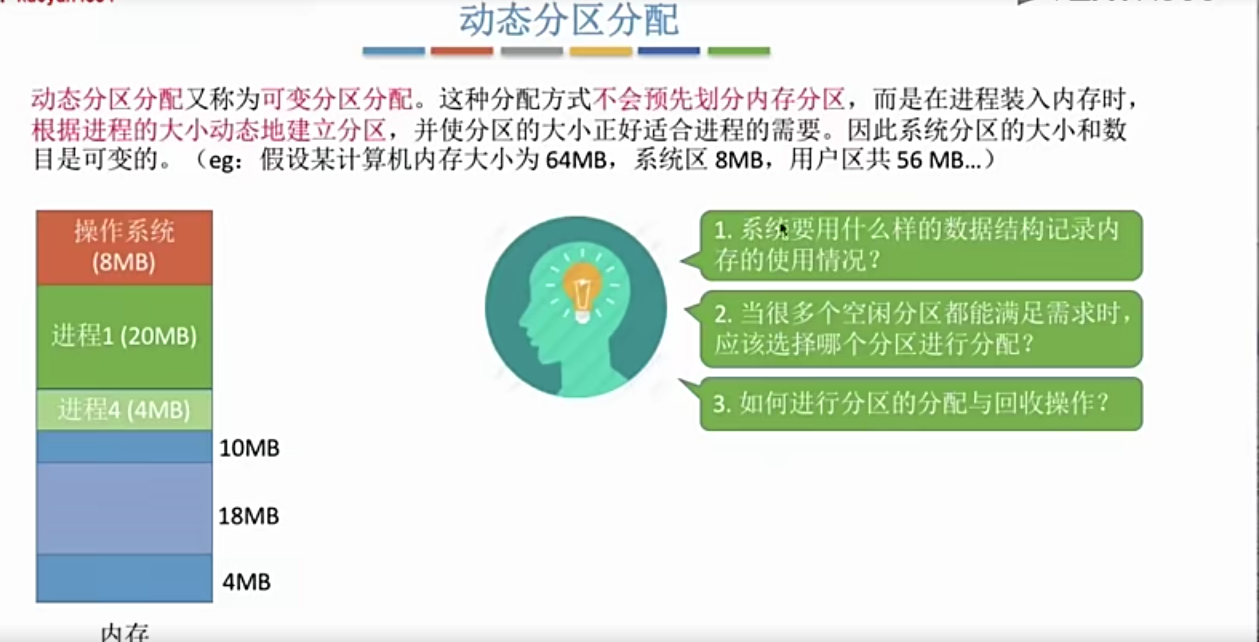 动态分区分配
动态分区分配又称为可变分区分配。这种分配方式不会预先划分内存分区，而是在进程装入内存时，
根据进程的大小动态地建立分区，并使分区的大小正好适合进程的需要。因此系统分区的大小和数
目是可变的。（eg：假设某计算机内存大小为 64MB，系统区 8MB，用户区共 56 MB…）
操作系统
(8MB)
进程1 (20MB)
进程4 (4MB)
10MB
18MB
4MB
内存
1. 系统要用什么样的数据结构记录内
存的使用情况？
2. 当很多个空闲分区都能满足需求时，
应该选择哪个分区进行分配？
3. 如何进行分区的分配与回收操作？